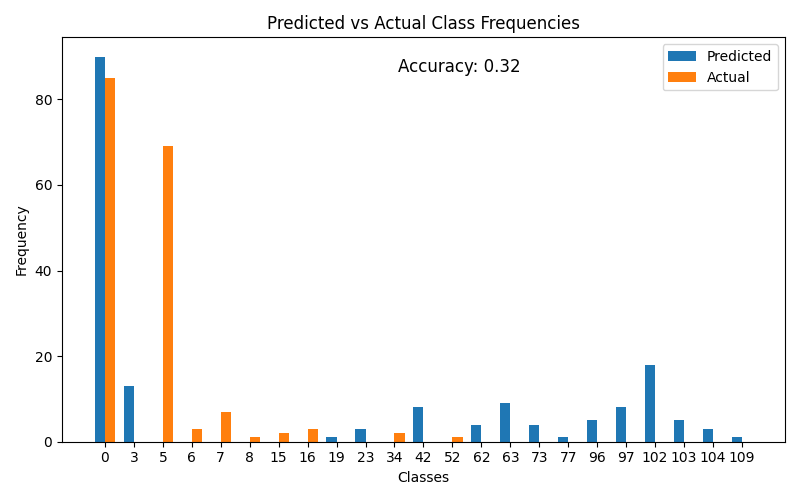 Predicted vs Actual Class Frequencies
Accuracy: 0.32
Predicted
Actual
Frequency
80
60
40
20
0
0 3 5 6 7 8 15 16 19 23 34 42 52 62 63 73 77 96 97 102 103 104 109
Classes